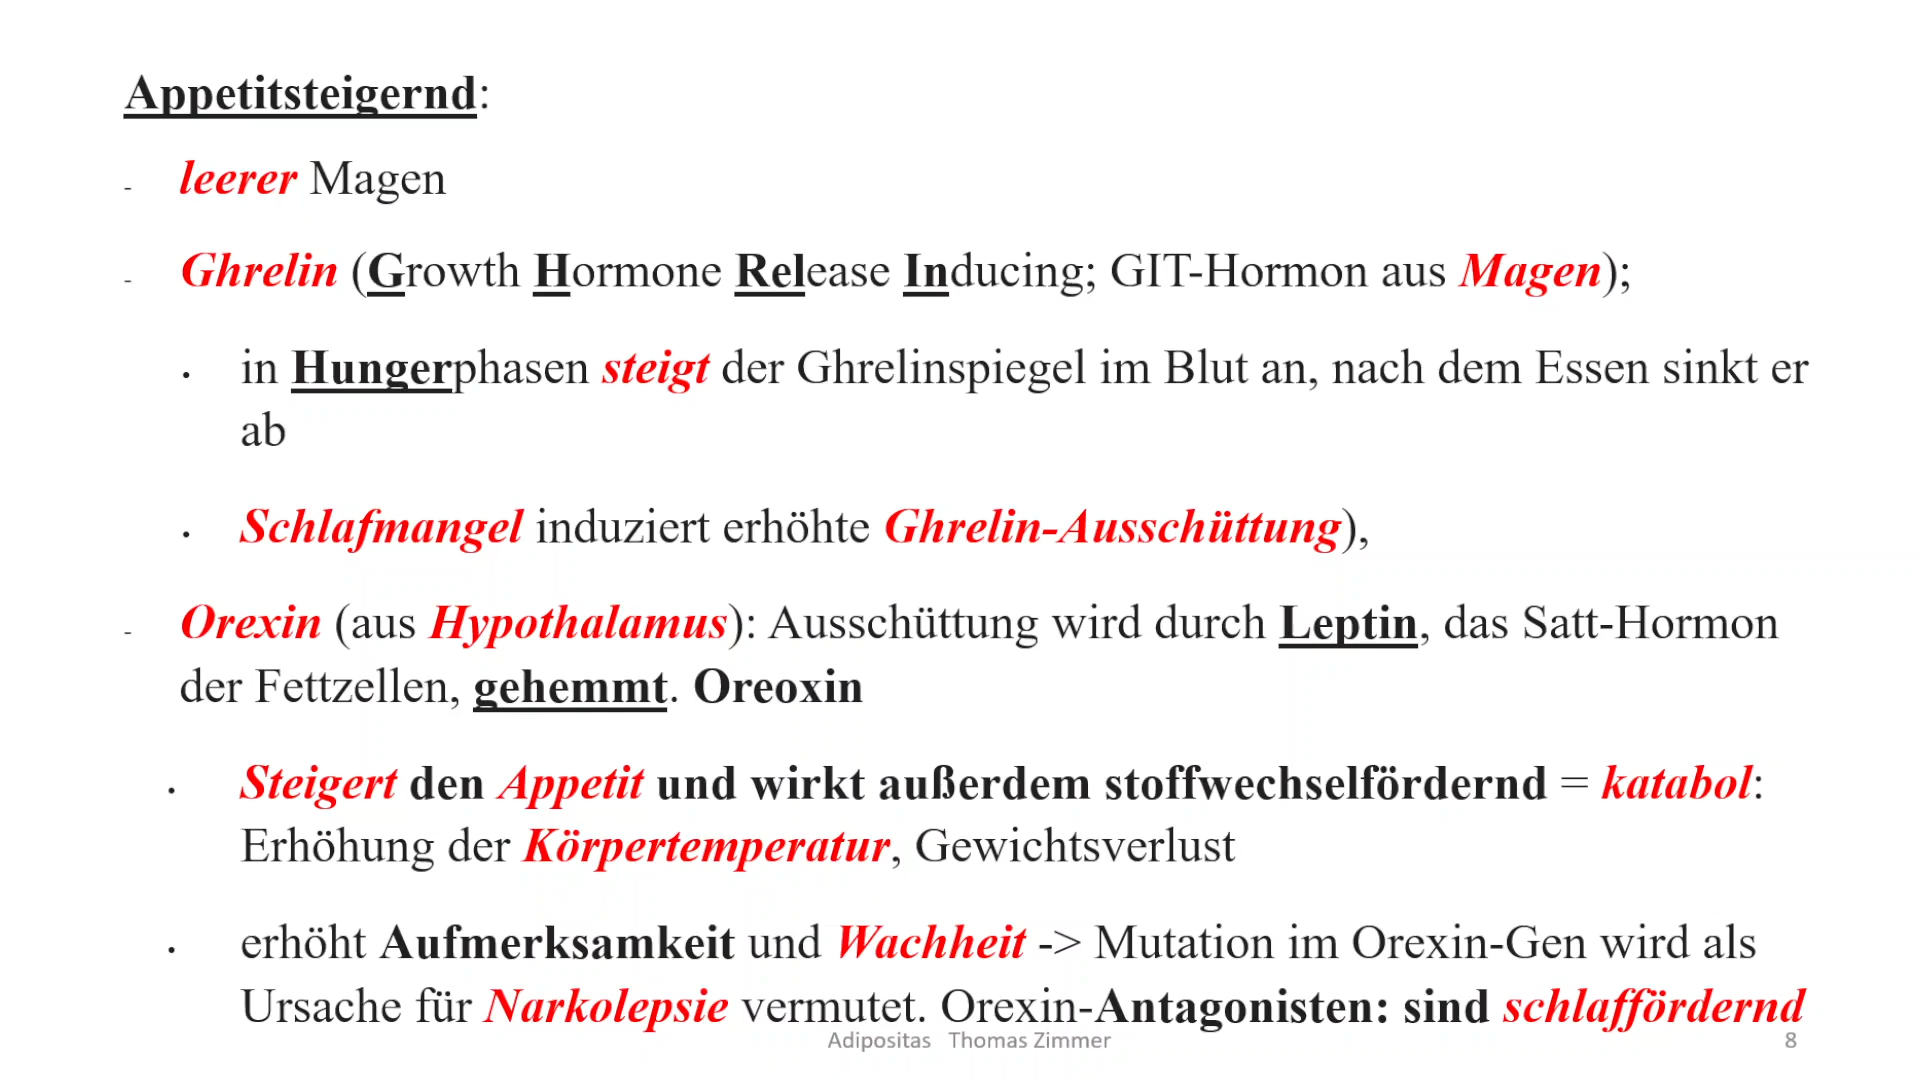 Appetitsteigernd:
- leerer Magen
- Ghrelin (Growth Hormone Release Inducing; GIT-Hormon aus Magen);
• in Hungerphasen steigt der Ghrelinspiegel im Blut an, nach dem Essen sinkt er
ab
• Schlafmangel induziert erhöhte Ghrelin-Ausschüttung),
- Orexin (aus Hypothalamus): Ausschüttung wird durch Leptin, das Satt-Hormon
der Fettzellen, gehemmt. Oreoxin
• Steigert den Appetit und wirkt außerdem stoffwechselfördernd = katabol:
Erhöhung der Körpertemperatur, Gewichtsverlust
• erhöht Aufmerksamkeit und Wachheit -> Mutation im Orexin-Gen wird als
Ursache für Narkolepsie vermutet. Orexin-Antagonisten: sind schlaffördernd
Adipositas Thomas Zimmer 8